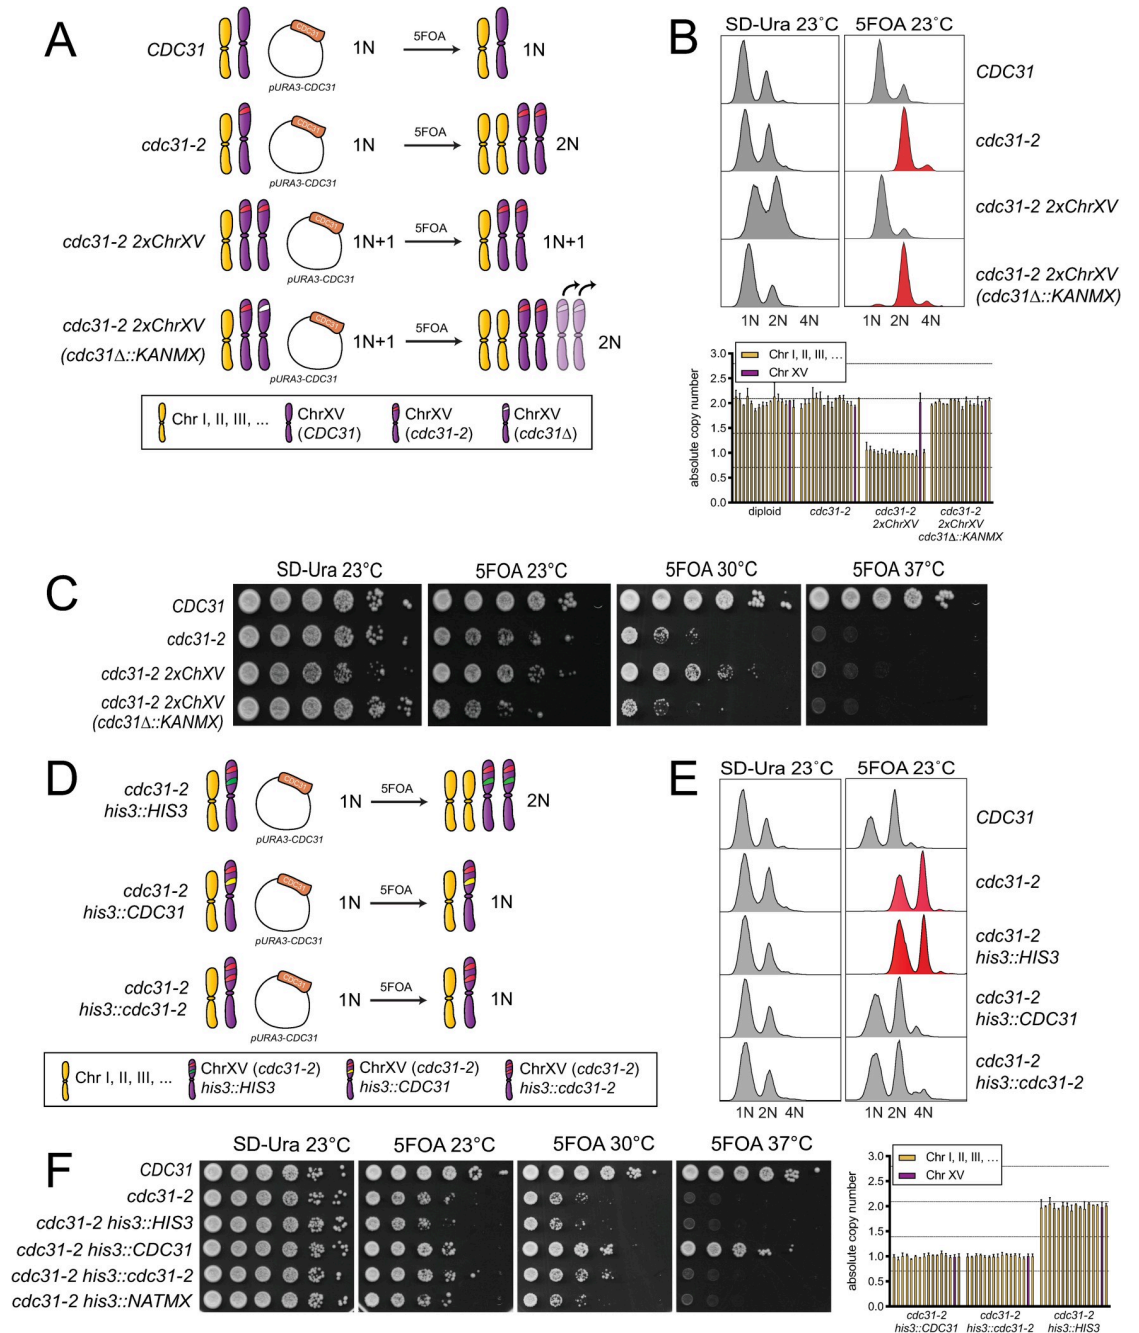 A
CDC31
CDC31
pURA3-CDC31
1N
5FOA
1N
cdc31-2
CDC31
pURA3-CDC31
1N
5FOA
2N
cdc31-2 2xChrXV
CDC31
pURA3-CDC31
1N+1
5FOA
1N+1
cdc31-2 2xChrXV
(cdc31Δ::KANMX)
CDC31
pURA3-CDC31
1N+1
5FOA
2N
Chr I, II, III, ...
ChrXV
(CDC31)
ChrXV
(cdc31-2)
ChrXV
(cdc31Δ)
B
SD-Ura 23˚C
5FOA 23˚C
CDC31
cdc31-2
cdc31-2 2xChrXV
cdc31-2 2xChrXV
(cdc31Δ::KANMX)
1N 2N 4N
1N 2N 4N
absolute copy number
3.0
2.5
2.0
1.5
1.0
0.5
0.0
Chr I, II, III, ...
Chr XV
diploid
cdc31-2
cdc31-2
2xChrXV
cdc31-2
2xChrXV
cdc31Δ::KANMX
C
SD-Ura 23˚C
5FOA 23˚C
5FOA 30˚C
5FOA 37˚C
CDC31
cdc31-2
cdc31-2 2xChXV
cdc31-2 2xChXV
(cdc31Δ::KANMX)
D
cdc31-2
his3::HIS3
CDC31
pURA3-CDC31
1N
5FOA
2N
cdc31-2
his3::CDC31
CDC31
pURA3-CDC31
1N
5FOA
1N
cdc31-2
his3::cdc31-2
CDC31
pURA3-CDC31
1N
5FOA
1N
Chr I, II, III, ...
ChrXV (cdc31-2)
his3::HIS3
ChrXV (cdc31-2)
his3::CDC31
ChrXV (cdc31-2)
his3::cdc31-2
E
SD-Ura 23˚C
5FOA 23˚C
CDC31
cdc31-2
cdc31-2
his3::HIS3
cdc31-2
his3::CDC31
cdc31-2
his3::cdc31-2
1N 2N 4N
1N 2N 4N
F
SD-Ura 23˚C
5FOA 23˚C
5FOA 30˚C
5FOA 37˚C
CDC31
cdc31-2
cdc31-2 his3::HIS3
cdc31-2 his3::CDC31
cdc31-2 his3::cdc31-2
cdc31-2 his3::NATMX
absolute copy number
3.0
2.5
2.0
1.5
1.0
0.5
0.0
Chr I, II, III, ...
Chr XV
cdc31-2
his3::CDC31
cdc31-2
his3::cdc31-2
cdc31-2
his3::HIS3